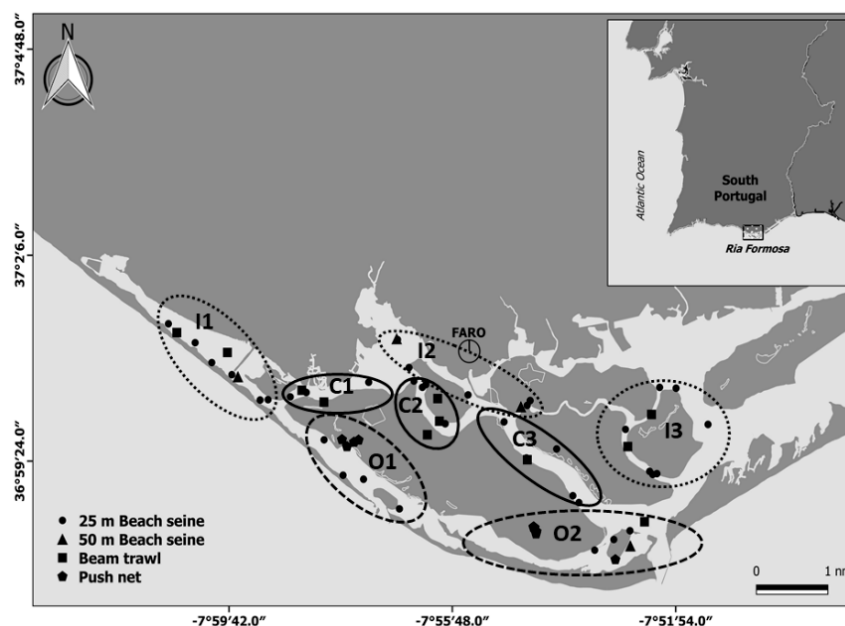 N
37°4'48.0"
37°2'6.0"
36°59'24.0"
Atlantic Ocean
South
Portugal
Ria Formosa
I1
I2
FARO
C1
C2
C3
I3
O1
O2
25 m Beach seine
50 m Beach seine
Beam trawl
Push net
0 1 nm
-7°59'42.0"
-7°55'48.0"
-7°51'54.0"